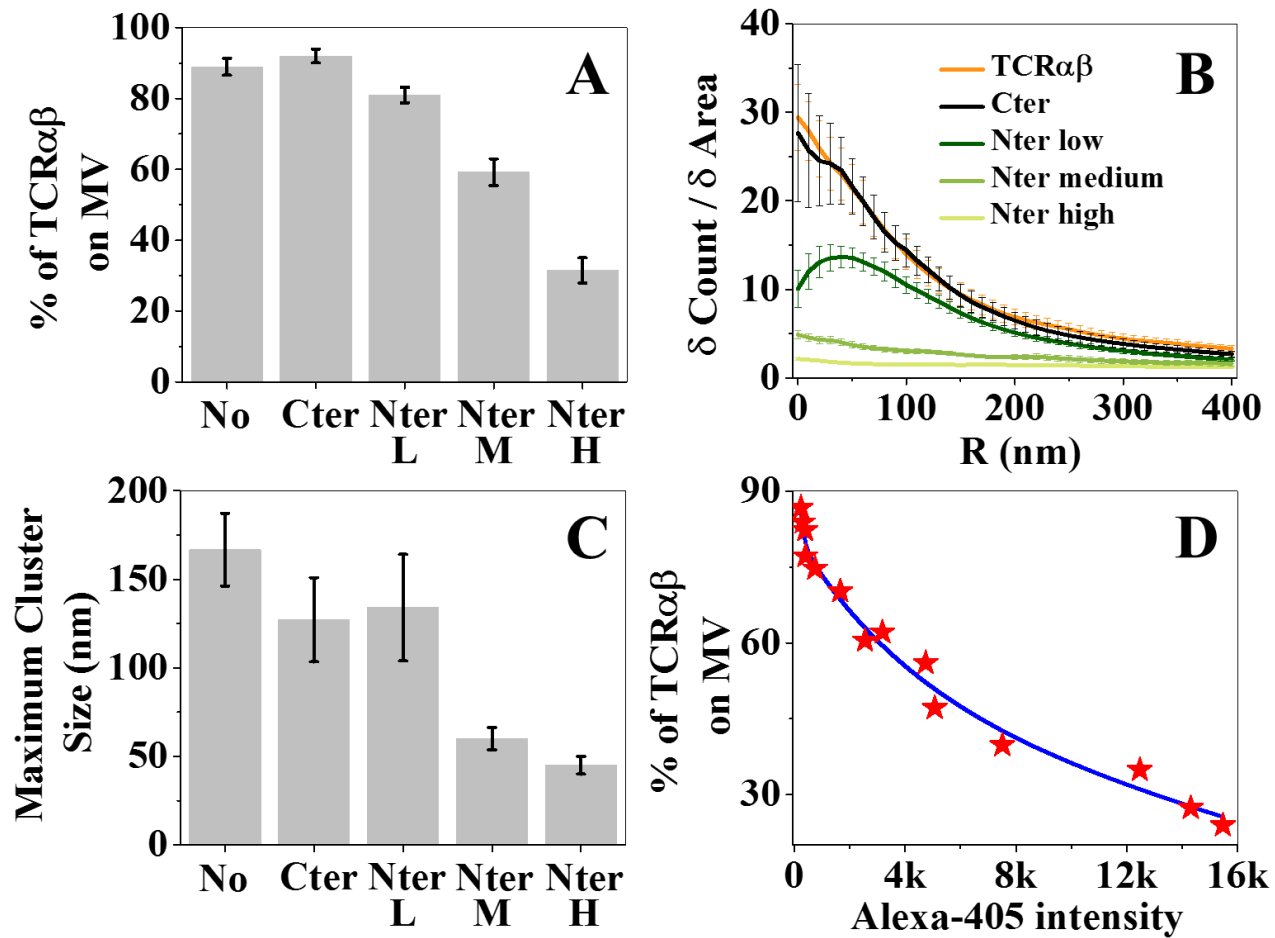 A
% of TCRαβ
on MV
100
80
60
40
20
0
No
Cter
Nter
L
Nter
M
Nter
H
B
δ Count / δ Area
40
30
20
10
0
TCRαβ
Cter
Nter low
Nter medium
Nter high
0
100
200
300
400
R (nm)
C
Maximum Cluster
Size (nm)
200
150
100
50
0
No
Cter
Nter
L
Nter
M
Nter
H
D
% of TCRαβ
on MV
90
60
30
0
4k
8k
12k
16k
Alexa-405 intensity